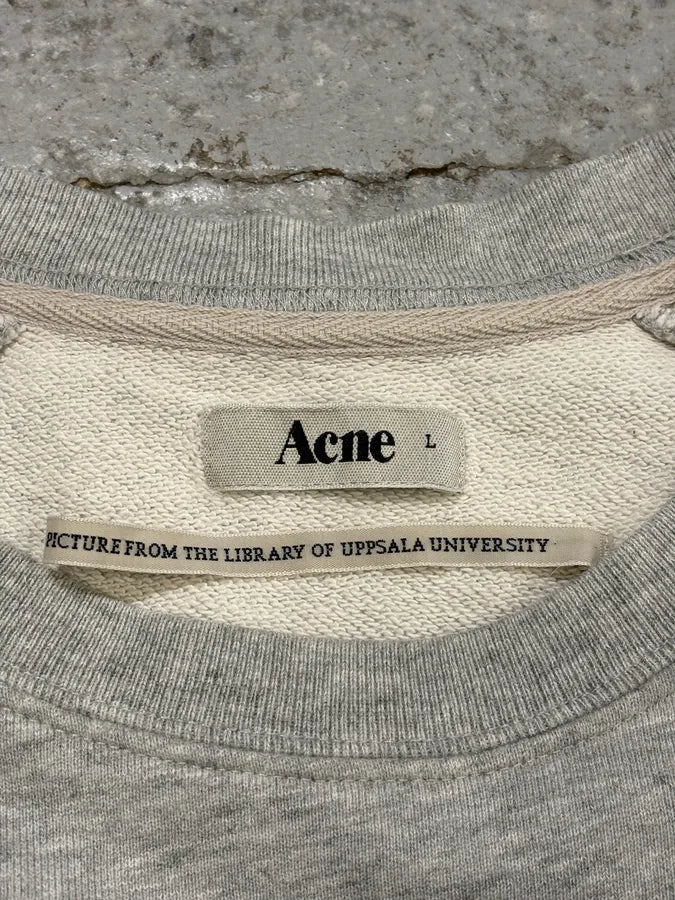 Acne L
PICTURE FROM THE LIBRARY OF UPPSALA UNIVERSITY